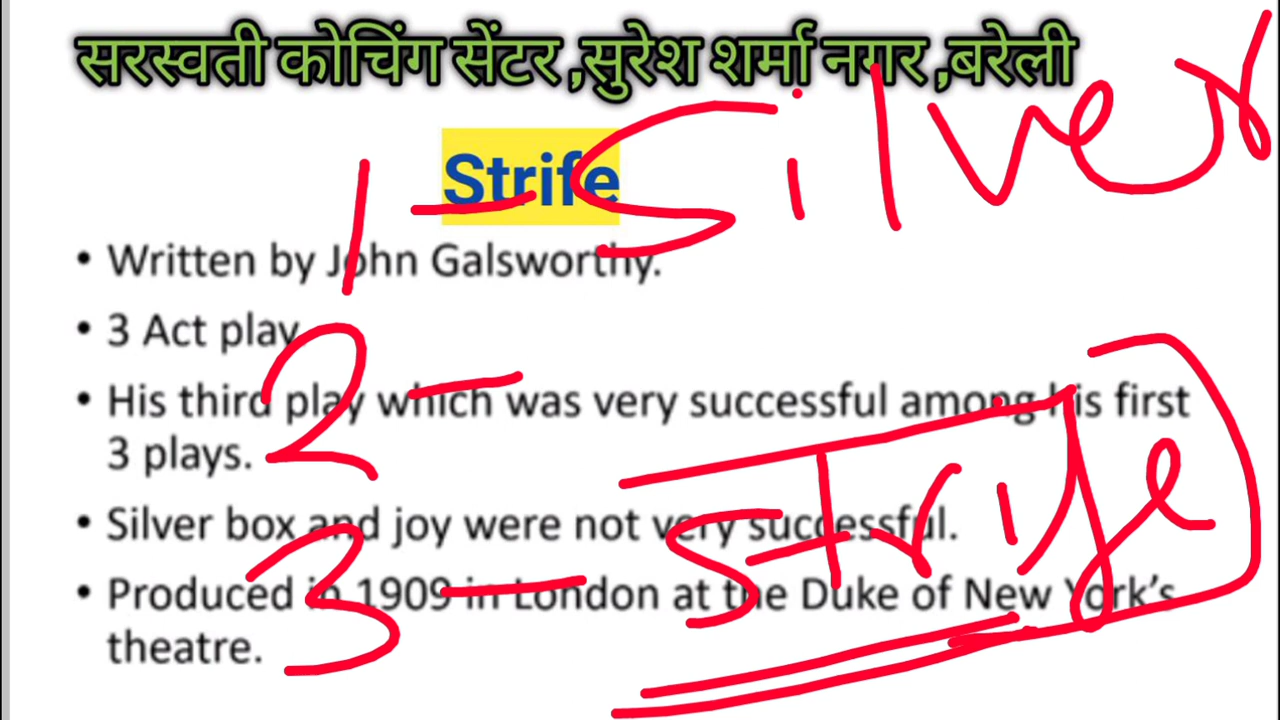 सरस्वती कोचिंग सेंटर ,सुरेश शर्मा नगर ,बरेली
1 - Silver
Strife
• Written by John Galsworthy.
• 3 Act play
2 -
• His third play which was very successful among his first
3 plays.
• Silver box and joy were not very successful.
3 - Strife
• Produced in 1909 in London at the Duke of New York’s
theatre.